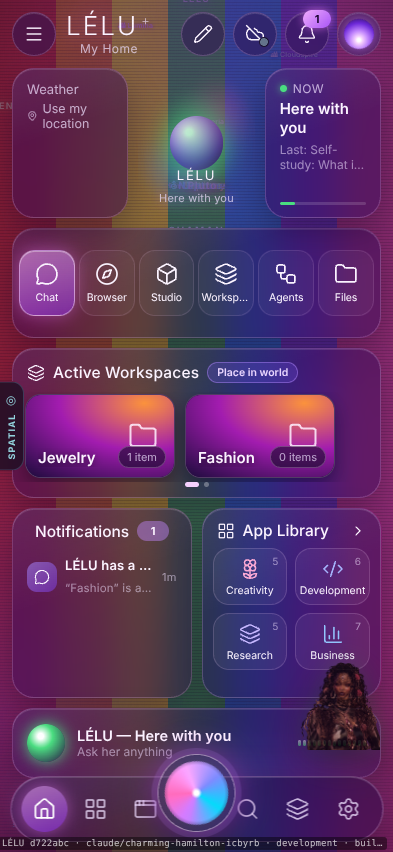 LÉLU +
My Home
1
Weather
Use my
location
LÉLU
Here with you
NOW
Here with
you
Last: Self-
study: What i...
Chat
Browser
Studio
Worksp...
Agents
Files
Active Workspaces
Place in world
Jewelry
1 item
Fashion
0 items
SPATIAL
Notifications
1
LÉLU has a ...
"Fashion" is a...
1m
App Library
Creativity
5
Development
6
Research
5
Business
7
LÉLU — Here with you
Ask her anything
LÉLU d722abc · claude/charming-hamilton-icbyrb · development · buil…